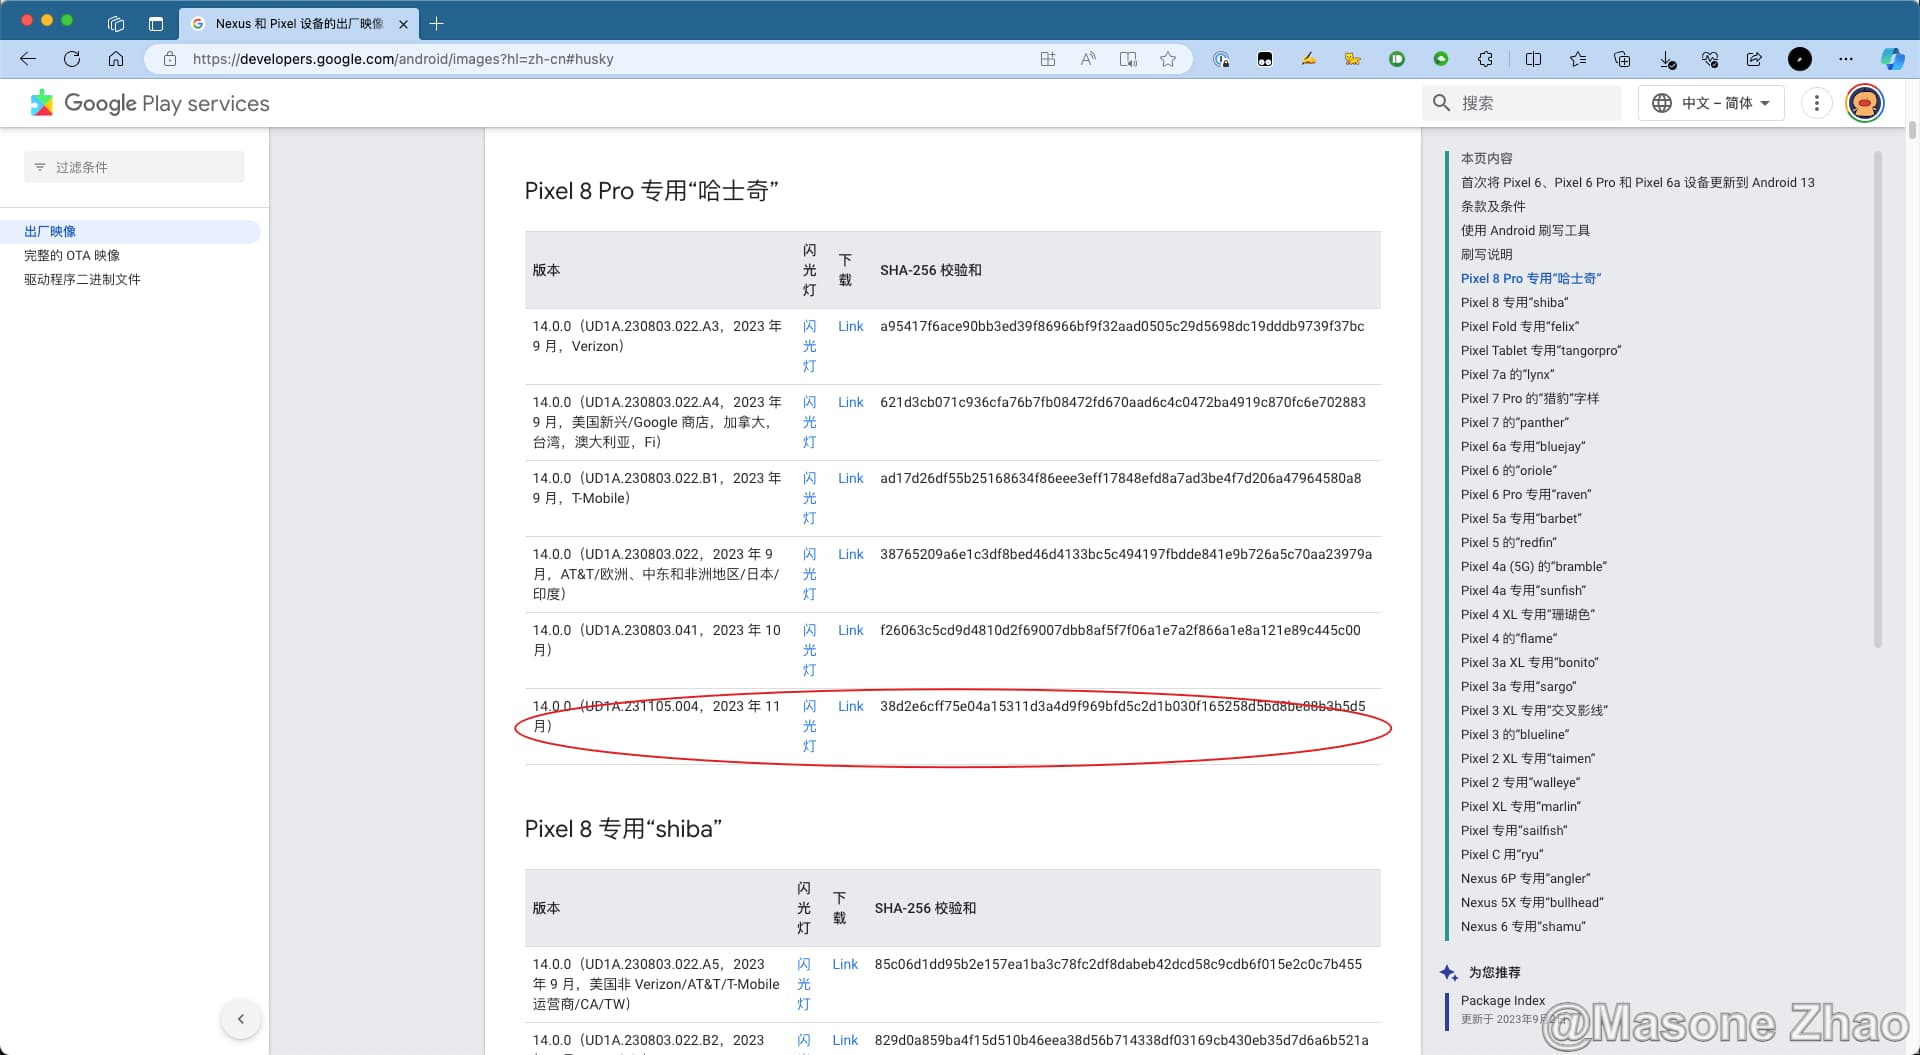 Nexus 和 Pixel 设备的出厂映像
https://developers.google.com/android/images?hl=zh-cn#husky
Google Play services
搜索
中文 – 简体
过滤条件
出厂映像
完整的 OTA 映像
驱动程序二进制文件
Pixel 8 Pro 专用“哈士奇”
版本
闪
光
灯
下
载
SHA-256 校验和
14.0.0（UD1A.230803.022.A3，2023 年
9 月，Verizon）
闪
光
灯
Link
a95417f6ace90bb3ed39f86966bf9f32aad0505c29d5698dc19dddb9739f37bc
14.0.0（UD1A.230803.022.A4，2023 年
9 月，美国新兴/Google 商店，加拿大，
台湾，澳大利亚，Fi）
闪
光
灯
Link
621d3cb071c936cfa76b7fb08472fd670aad6c4c0472ba4919c870fc6e702883
14.0.0（UD1A.230803.022.B1，2023 年
9 月，T-Mobile）
闪
光
灯
Link
ad17d26df55b25168634f86eee3eff17848efd8a7ad3be4f7d206a47964580a8
14.0.0（UD1A.230803.022，2023 年 9
月，AT&T/欧洲、中东和非洲地区/日本/
印度）
闪
光
灯
Link
38765209a6e1c3df8bed46d4133bc5c494197fbdde841e9b726a5c70aa23979a
14.0.0（UD1A.230803.041，2023 年 10
月）
闪
光
灯
Link
f26063c5cd9d4810d2f69007dbb8af5f7f06a1e7a2f866a1e8a121e89c445c00
14.0.0（UD1A.231105.004，2023 年 11
月）
闪
光
灯
Link
38d2e6cff75e04a15311d3a4d9f969bfd5c2d1b030f165258d5bd8be88b3b5d5
Pixel 8 专用“shiba”
版本
闪
光
灯
下
载
SHA-256 校验和
14.0.0（UD1A.230803.022.A5，2023
年 9 月，美国非 Verizon/AT&T/T-Mobile
运营商/CA/TW）
闪
光
灯
Link
85c06d1dd95b2e157ea1ba3c78fc2df8dabeb42dcd58c9cdb6f015e2c0c7b455
14.0.0（UD1A.230803.022.B2，2023
闪
Link
829d0a859ba4f15d510b46eea38d56b714338df03169cb430eb35d7d6a6b521a
本页内容
首次将 Pixel 6、Pixel 6 Pro 和 Pixel 6a 设备更新到 Android 13
条款及条件
使用 Android 刷写工具
刷写说明
Pixel 8 Pro 专用“哈士奇”
Pixel 8 专用“shiba”
Pixel Fold 专用“felix”
Pixel Tablet 专用“tangorpro”
Pixel 7a 的“lynx”
Pixel 7 Pro 的“猎豹”字样
Pixel 7 的“panther”
Pixel 6a 专用“bluejay”
Pixel 6 的“oriole”
Pixel 6 Pro 专用“raven”
Pixel 5a 专用“barbet”
Pixel 5 的“redfin”
Pixel 4a (5G) 的“bramble”
Pixel 4a 专用“sunfish”
Pixel 4 XL 专用“珊瑚色”
Pixel 4 的“flame”
Pixel 3a XL 专用“bonito”
Pixel 3a 专用“sargo”
Pixel 3 XL 专用“交叉影线”
Pixel 3 的“blueline”
Pixel 2 XL 专用“taimen”
Pixel 2 专用“walleye”
Pixel XL 专用“marlin”
Pixel 专用“sailfish”
Pixel C 用“ryu”
Nexus 6P 专用“angler”
Nexus 5X 专用“bullhead”
Nexus 6 专用“shamu”
为您推荐
Package Index
更新于 2023年9月
@Masone Zhao